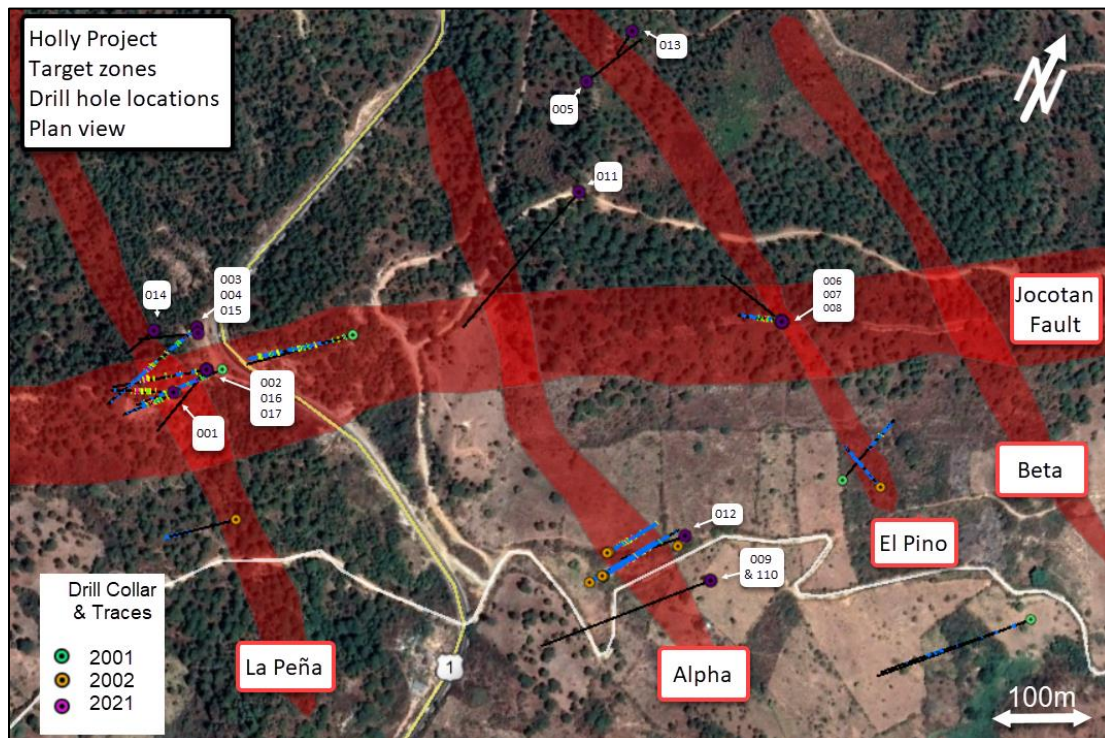 Holly Project
Target zones
Drill hole locations
Plan view
N
013
005
011
014
003
004
015
006
007
008
Jocotan
Fault
002
016
017
001
Beta
012
El Pino
009
& 110
Drill Collar
& Traces
2001
2002
2021
La Peña
1
Alpha
100m